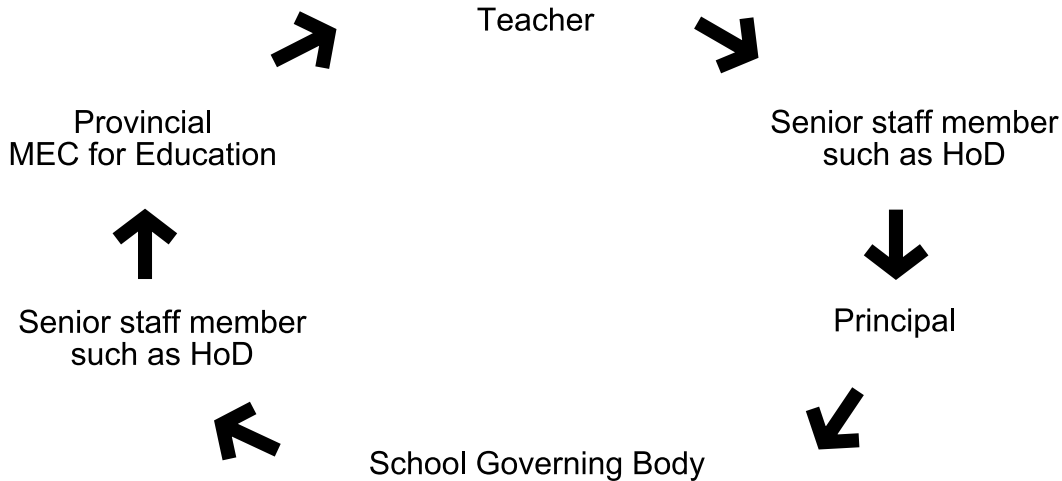 Teacher
Senior staff member
such as HoD
Principal
School Governing Body
Senior staff member
such as HoD
Provincial
MEC for Education